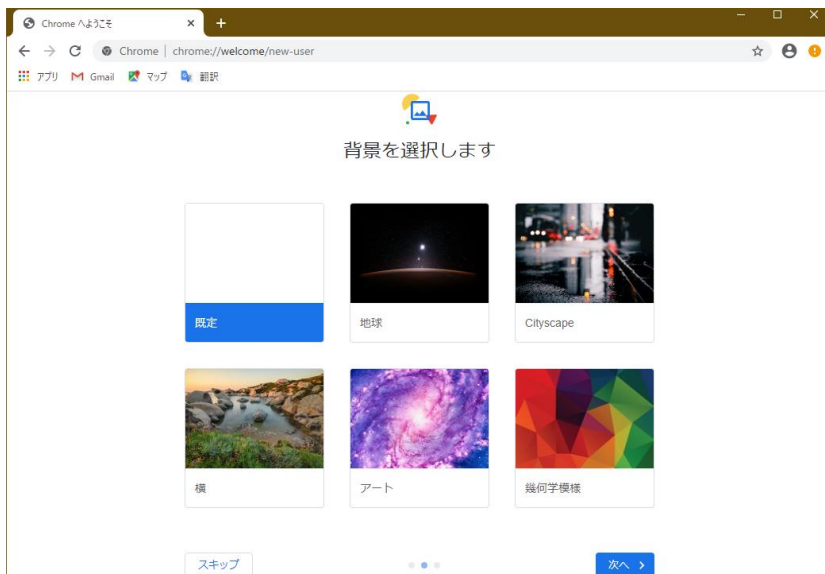 Chrome へようこそ
Chrome | chrome://welcome/new-user
アプリ Gmail マップ 翻訳
背景を選択します
既定 地球 Cityscape
横 アート 幾何学模様
スキップ 次へ